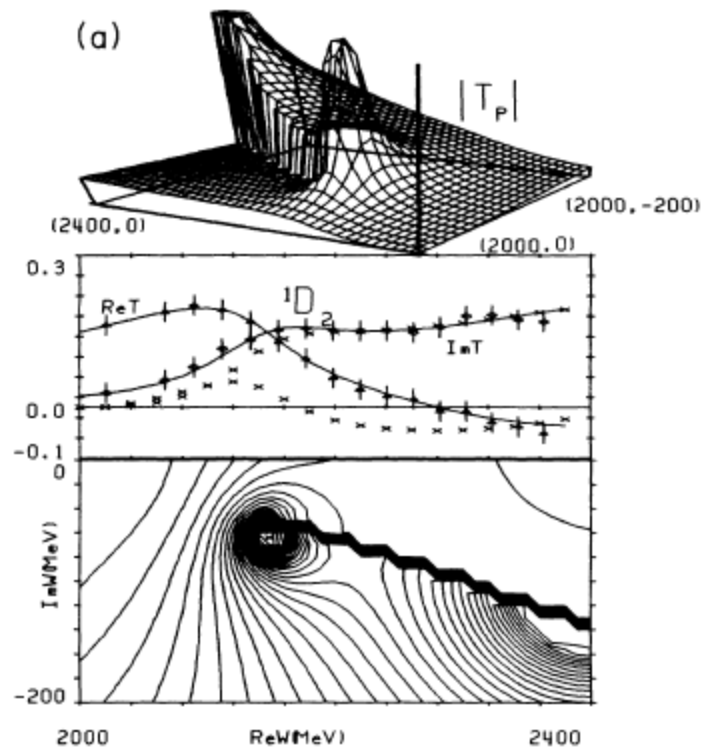 (a)
|T_P|
(2400,0)
(2000,-200)
(2000,0)
0.3
ReT
¹D₂
ImT
0.0
-0.1
0
ImW(MeV)
-200
2000
ReW(MeV)
2400